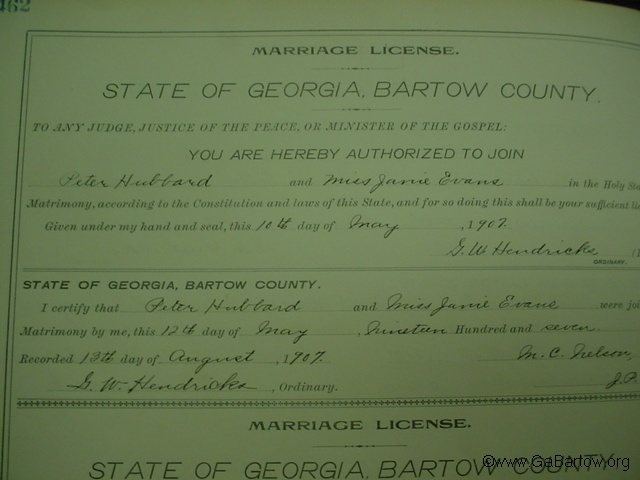 462
MARRIAGE LICENSE.
STATE OF GEORGIA, BARTOW COUNTY.
TO ANY JUDGE, JUSTICE OF THE PEACE, OR MINISTER OF THE GOSPEL:
YOU ARE HEREBY AUTHORIZED TO JOIN
Peter Hubbard and Miss Janie Evans in the Holy Sta
Matrimony, according to the Constitution and laws of this State, and for so doing this shall be your sufficient li
Given under my hand and seal, this 10th day of May, 1907.
G. W. Hendricks (L
ORDINARY.
STATE OF GEORGIA, BARTOW COUNTY.
I certify that Peter Hubbard and Miss Janie Evans were joi
Matrimony by me, this 12th day of May, Nineteen Hundred and seven.
Recorded 13th day of August, 1907. M. C. Nelson,
G. W. Hendricks, Ordinary. J.P.
MARRIAGE LICENSE.
STATE OF GEORGIA, BARTOW COUNTY
©www.GaBartow.org